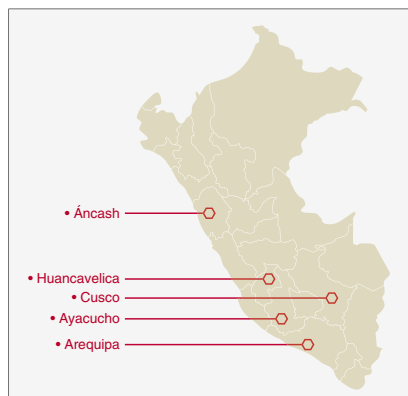 • Áncash
• Huancavelica
• Cusco
• Ayacucho
• Arequipa